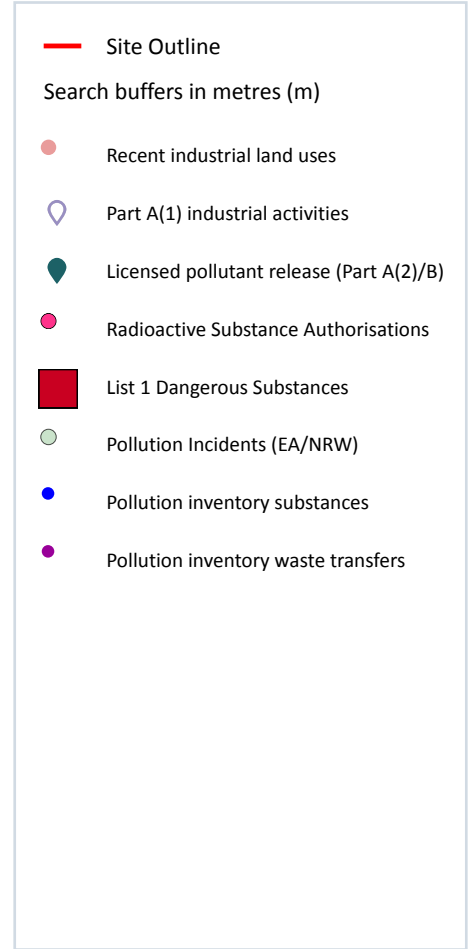 Site Outline
Search buffers in metres (m)
Recent industrial land uses
Part A(1) industrial activities
Licensed pollutant release (Part A(2)/B)
Radioactive Substance Authorisations
List 1 Dangerous Substances
Pollution Incidents (EA/NRW)
Pollution inventory substances
Pollution inventory waste transfers